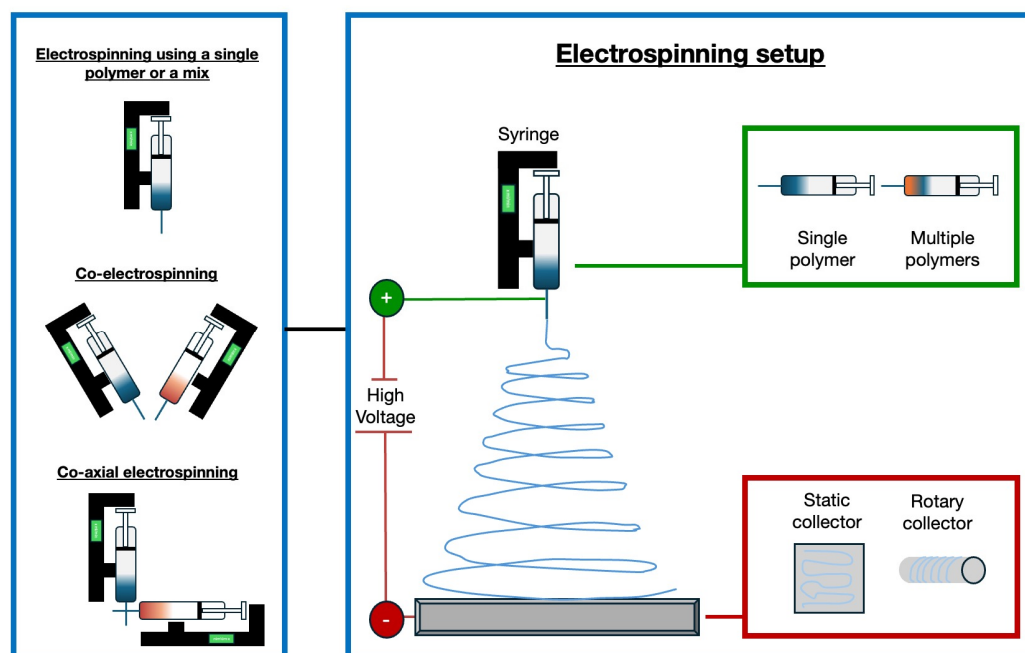 Electrospinning using a single
polymer or a mix
Co-electrospinning
Co-axial electrospinning
Electrospinning setup
Syringe
+
High
Voltage
-
Single
polymer
Multiple
polymers
Static
collector
Rotary
collector